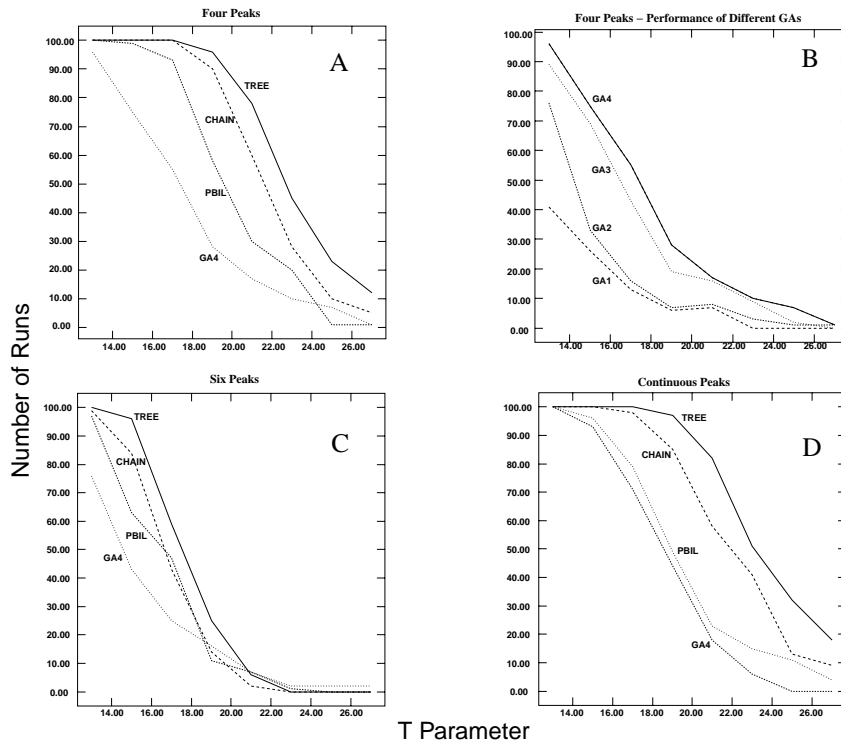 Four Peaks
100.00
90.00
80.00
70.00
60.00
50.00
40.00
30.00
20.00
10.00
0.00
A
TREE
CHAIN
PBIL
GA4
14.00 16.00 18.00 20.00 22.00 24.00 26.00
Four Peaks – Performance of Different GAs
100.00
90.00
80.00
70.00
60.00
50.00
40.00
30.00
20.00
10.00
0.00
B
GA4
GA3
GA2
GA1
14.00 16.00 18.00 20.00 22.00 24.00 26.00
Number of Runs
Six Peaks
100.00
90.00
80.00
70.00
60.00
50.00
40.00
30.00
20.00
10.00
0.00
TREE
C
CHAIN
PBIL
GA4
14.00 16.00 18.00 20.00 22.00 24.00 26.00
Continuous Peaks
100.00
90.00
80.00
70.00
60.00
50.00
40.00
30.00
20.00
10.00
0.00
TREE
D
CHAIN
PBIL
GA4
14.00 16.00 18.00 20.00 22.00 24.00 26.00
T Parameter